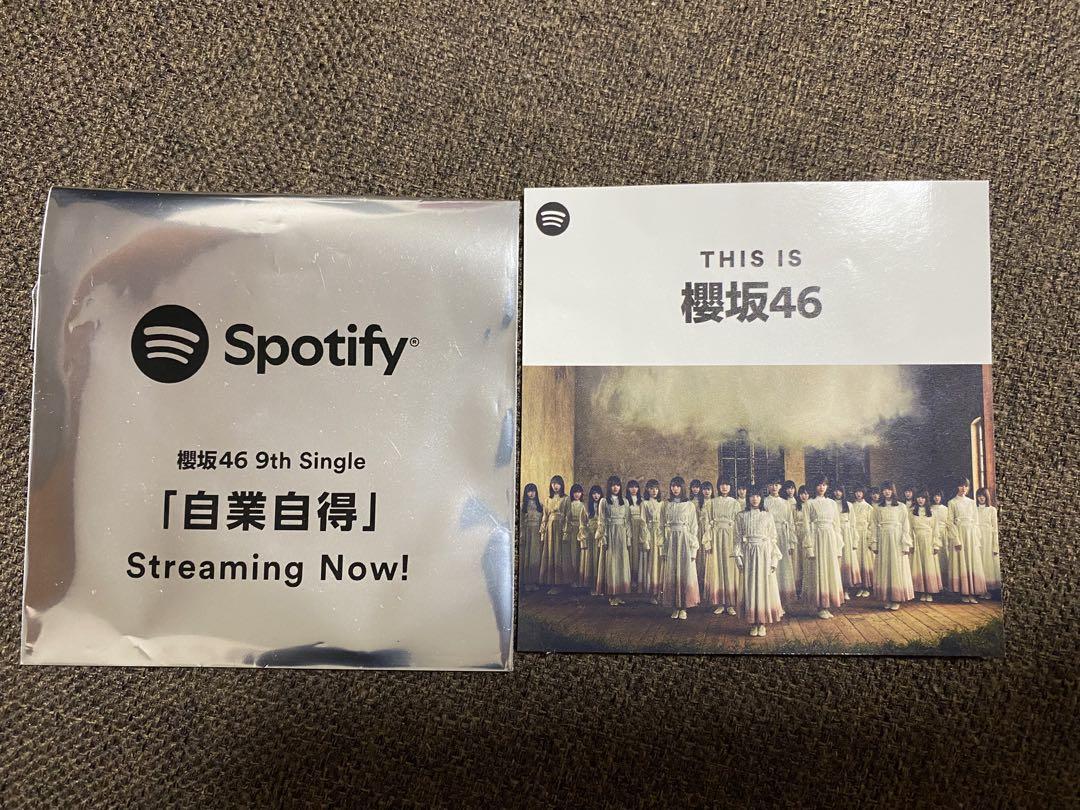 Spotify®
櫻坂46 9th Single
「自業自得」
Streaming Now!
THIS IS
櫻坂46